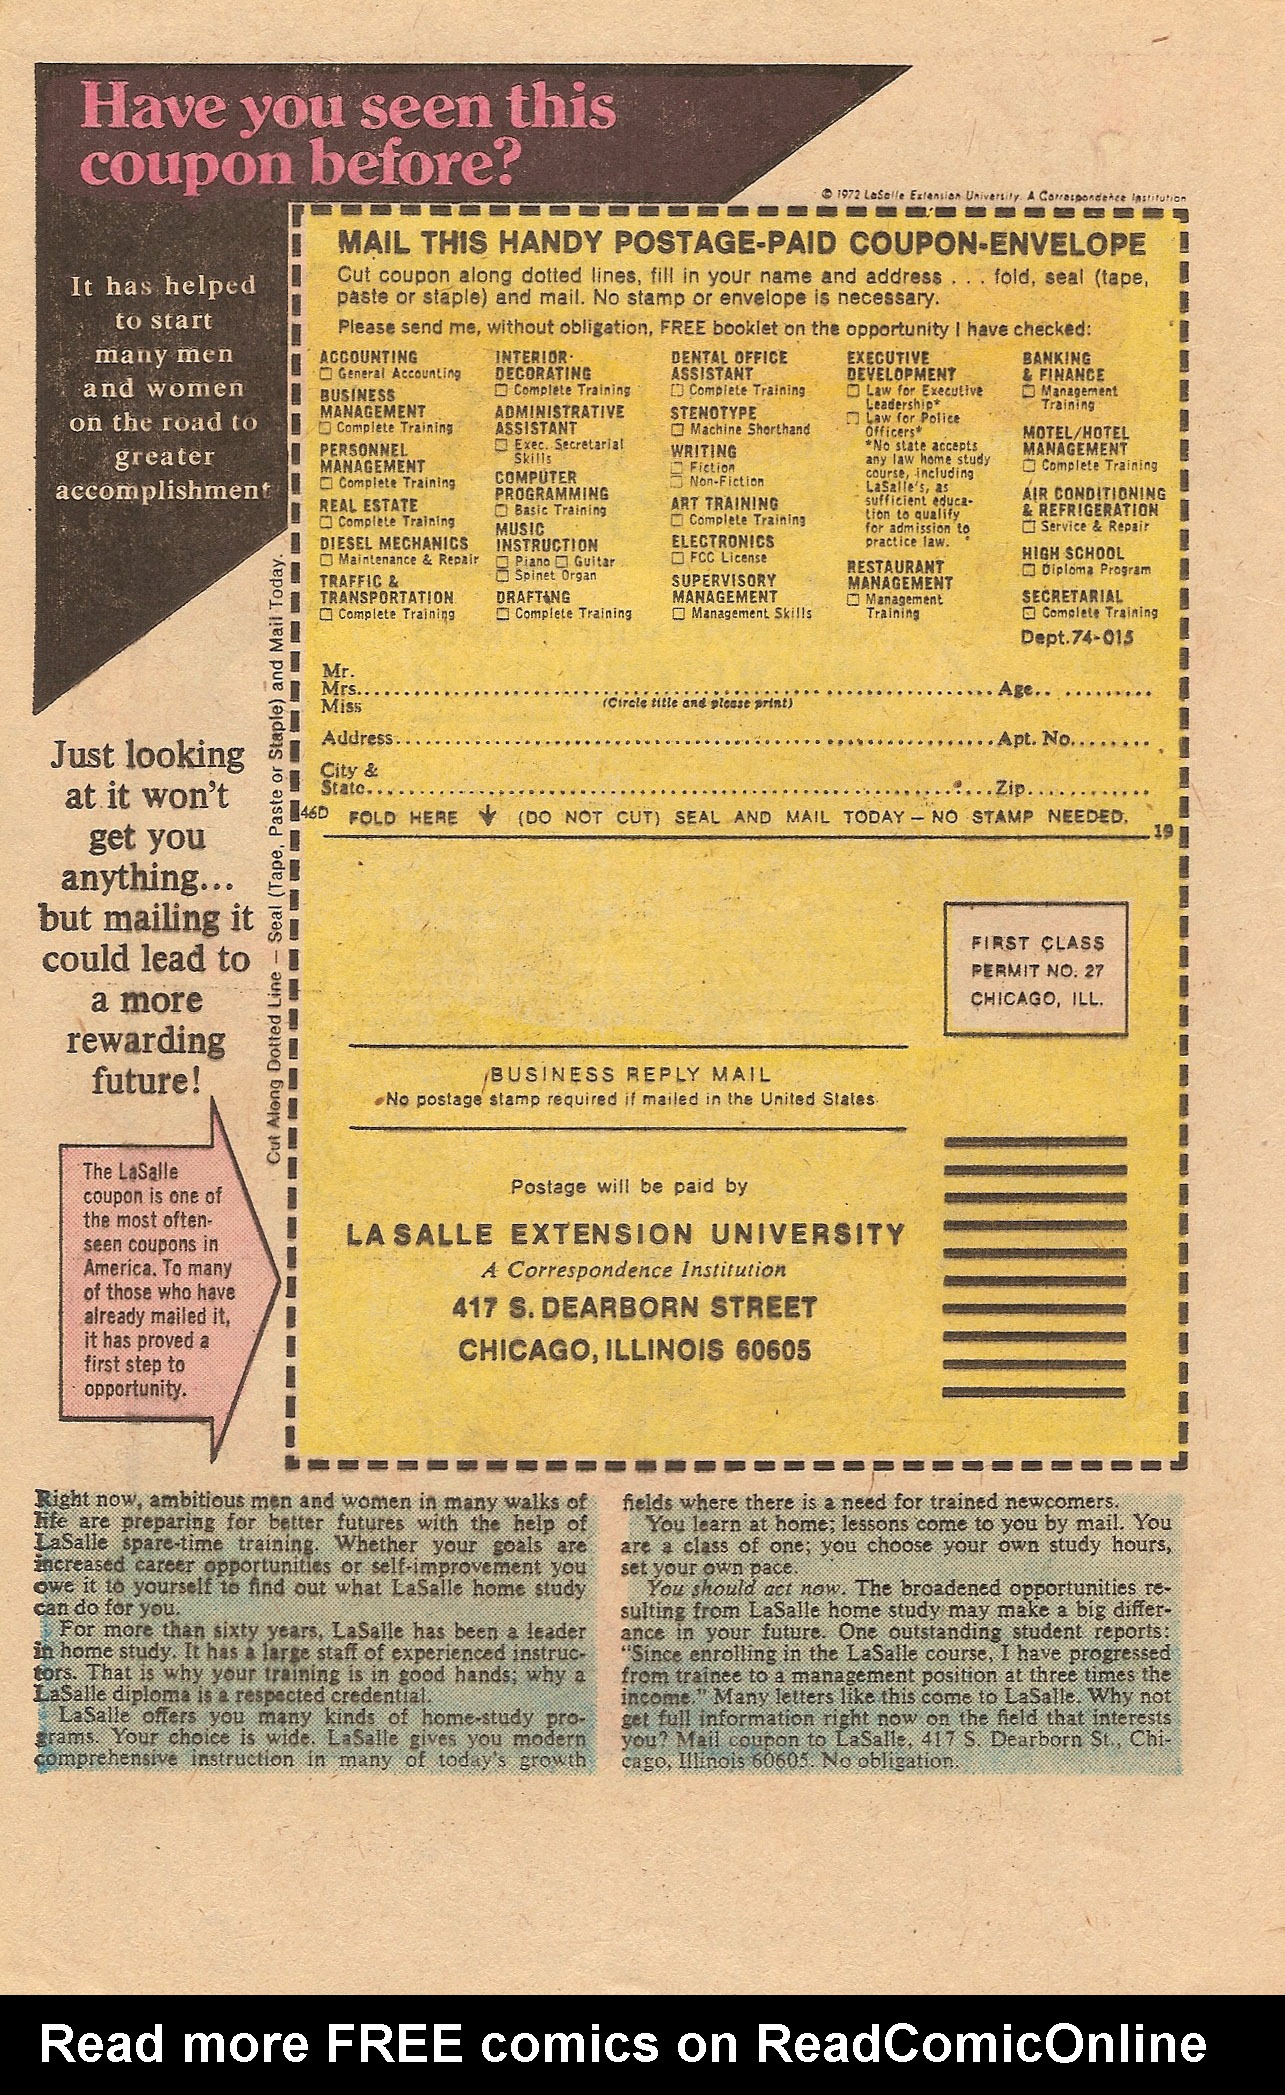 Have you seen this
coupon before?
It has helped
to start
many men
and women
on the road to
greater
accomplishment
Just looking
at it won't
get you
anything...
but mailing it
could lead to
a more
rewarding
future!
The LaSalle
coupon is one of
the most often-
seen coupons in
America. To many
of those who have
already mailed it,
it has proved a
first step to
opportunity.
Cut Along Dotted Line – Seal (Tape, Paste or Staple) and Mail Today.
© 1972 LaSalle Extension University. A Correspondence Institution
MAIL THIS HANDY POSTAGE-PAID COUPON-ENVELOPE
Cut coupon along dotted lines, fill in your name and address . . . fold, seal (tape,
paste or staple) and mail. No stamp or envelope is necessary.
Please send me, without obligation, FREE booklet on the opportunity I have checked:
ACCOUNTING
☐ General Accounting
BUSINESS
MANAGEMENT
☐ Complete Training
PERSONNEL
MANAGEMENT
☐ Complete Training
REAL ESTATE
☐ Complete Training
DIESEL MECHANICS
☐ Maintenance & Repair
TRAFFIC &
TRANSPORTATION
☐ Complete Training
INTERIOR
DECORATING
☐ Complete Training
ADMINISTRATIVE
ASSISTANT
☐ Exec. Secretarial
Skills
COMPUTER
PROGRAMMING
☐ Basic Training
MUSIC
INSTRUCTION
☐ Piano ☐ Guitar
☐ Spinet Organ
DRAFTING
☐ Complete Training
DENTAL OFFICE
ASSISTANT
☐ Complete Training
STENOTYPE
☐ Machine Shorthand
WRITING
☐ Fiction
☐ Non-Fiction
ART TRAINING
☐ Complete Training
ELECTRONICS
☐ FCC License
SUPERVISORY
MANAGEMENT
☐ Management Skills
EXECUTIVE
DEVELOPMENT
☐ Law for Executive
Leadership*
☐ Law for Police
Officers*
*No state accepts
any law home study
course, including
LaSalle's, as
sufficient educa-
tion to qualify
for admission to
practice law.
RESTAURANT
MANAGEMENT
☐ Management
Training
BANKING
& FINANCE
☐ Management
Training
MOTEL/HOTEL
MANAGEMENT
☐ Complete Training
AIR CONDITIONING
& REFRIGERATION
☐ Service & Repair
HIGH SCHOOL
☐ Diploma Program
SECRETARIAL
☐ Complete Training
Dept. 74-015
Mr.
Mrs. Age
Miss (Circle title and please print)
Address Apt. No.
City &
State Zip
46D FOLD HERE ↓ (DO NOT CUT) SEAL AND MAIL TODAY – NO STAMP NEEDED.
19
FIRST CLASS
PERMIT NO. 27
CHICAGO, ILL.
BUSINESS REPLY MAIL
No postage stamp required if mailed in the United States
Postage will be paid by
LA SALLE EXTENSION UNIVERSITY
A Correspondence Institution
417 S. DEARBORN STREET
CHICAGO, ILLINOIS 60605
Right now, ambitious men and women in many walks of
life are preparing for better futures with the help of
LaSalle spare-time training. Whether your goals are
increased career opportunities or self-improvement you
owe it to yourself to find out what LaSalle home study
can do for you.
For more than sixty years, LaSalle has been a leader
in home study. It has a large staff of experienced instruc-
tors. That is why your training is in good hands; why a
LaSalle diploma is a respected credential.
LaSalle offers you many kinds of home-study pro-
grams. Your choice is wide. LaSalle gives you modern
comprehensive instruction in many of today's growth
fields where there is a need for trained newcomers.
You learn at home; lessons come to you by mail. You
are a class of one; you choose your own study hours,
set your own pace.
You should act now. The broadened opportunities re-
sulting from LaSalle home study may make a big differ-
ance in your future. One outstanding student reports:
"Since enrolling in the LaSalle course, I have progressed
from trainee to a management position at three times the
income." Many letters like this come to LaSalle. Why not
get full information right now on the field that interests
you? Mail coupon to LaSalle, 417 S. Dearborn St., Chi-
cago, Illinois 60605. No obligation.
Read more FREE comics on ReadComicOnline